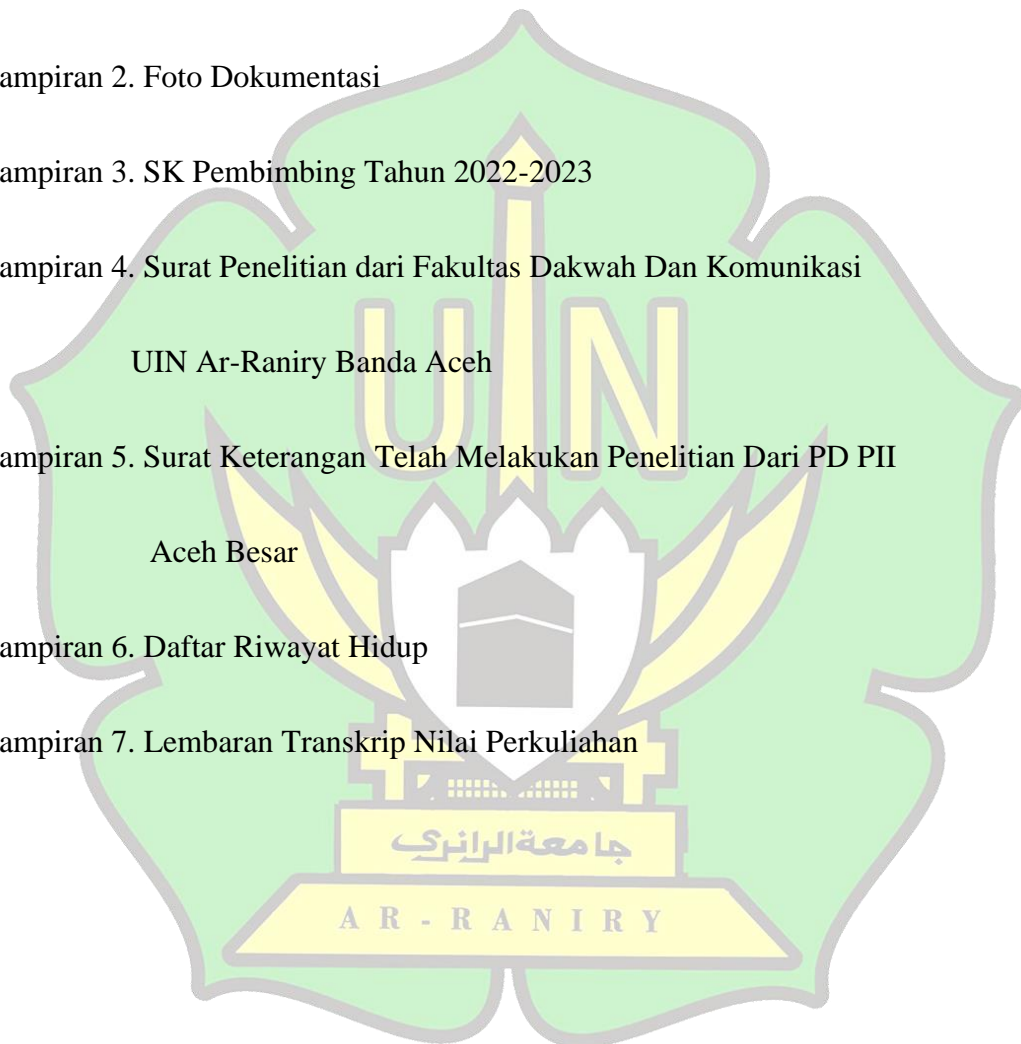 ampiran 2. Foto Dokumentasi
ampiran 3. SK Pembimbing Tahun 2022-2023
ampiran 4. Surat Penelitian dari Fakultas Dakwah Dan Komunikasi
UIN Ar-Raniry Banda Aceh
UIN
ampiran 5. Surat Keterangan Telah Melakukan Penelitian Dari PD PII
Aceh Besar
ampiran 6. Daftar Riwayat Hidup
ampiran 7. Lembaran Transkrip Nilai Perkuliahan
جامعةالرانري
AR-RANIRY